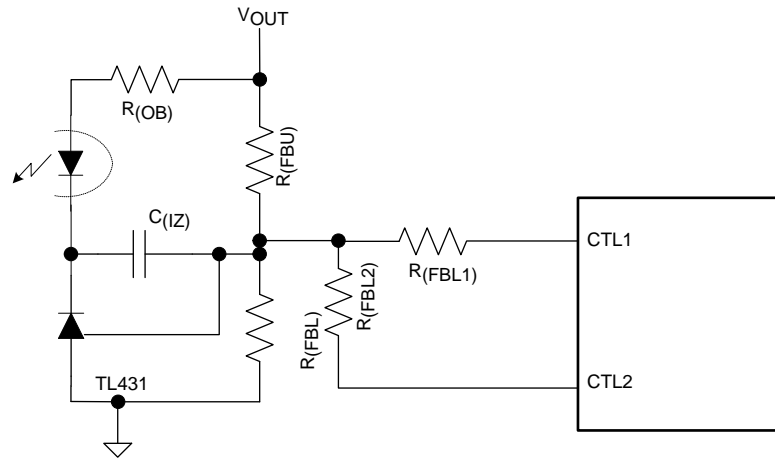 VOUT
R(OB)
R(FBU)
C(IZ)
CTL1
R(FBL1)
R(FBL2)
R(FBL)
CTL2
TL431